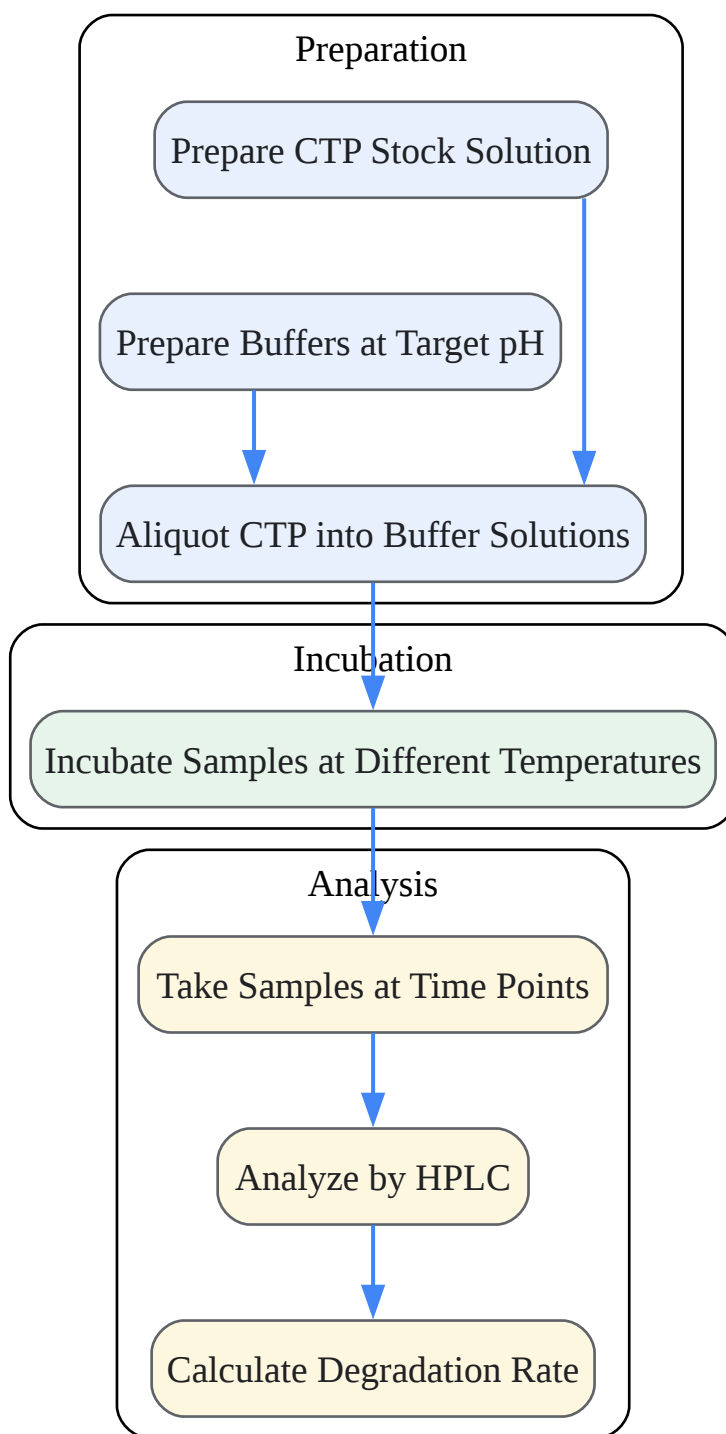 Preparation
Prepare CTP Stock Solution
Prepare Buffers at Target pH
Aliquot CTP into Buffer Solutions
Incubation
Incubate Samples at Different Temperatures
Analysis
Take Samples at Time Points
Analyze by HPLC
Calculate Degradation Rate